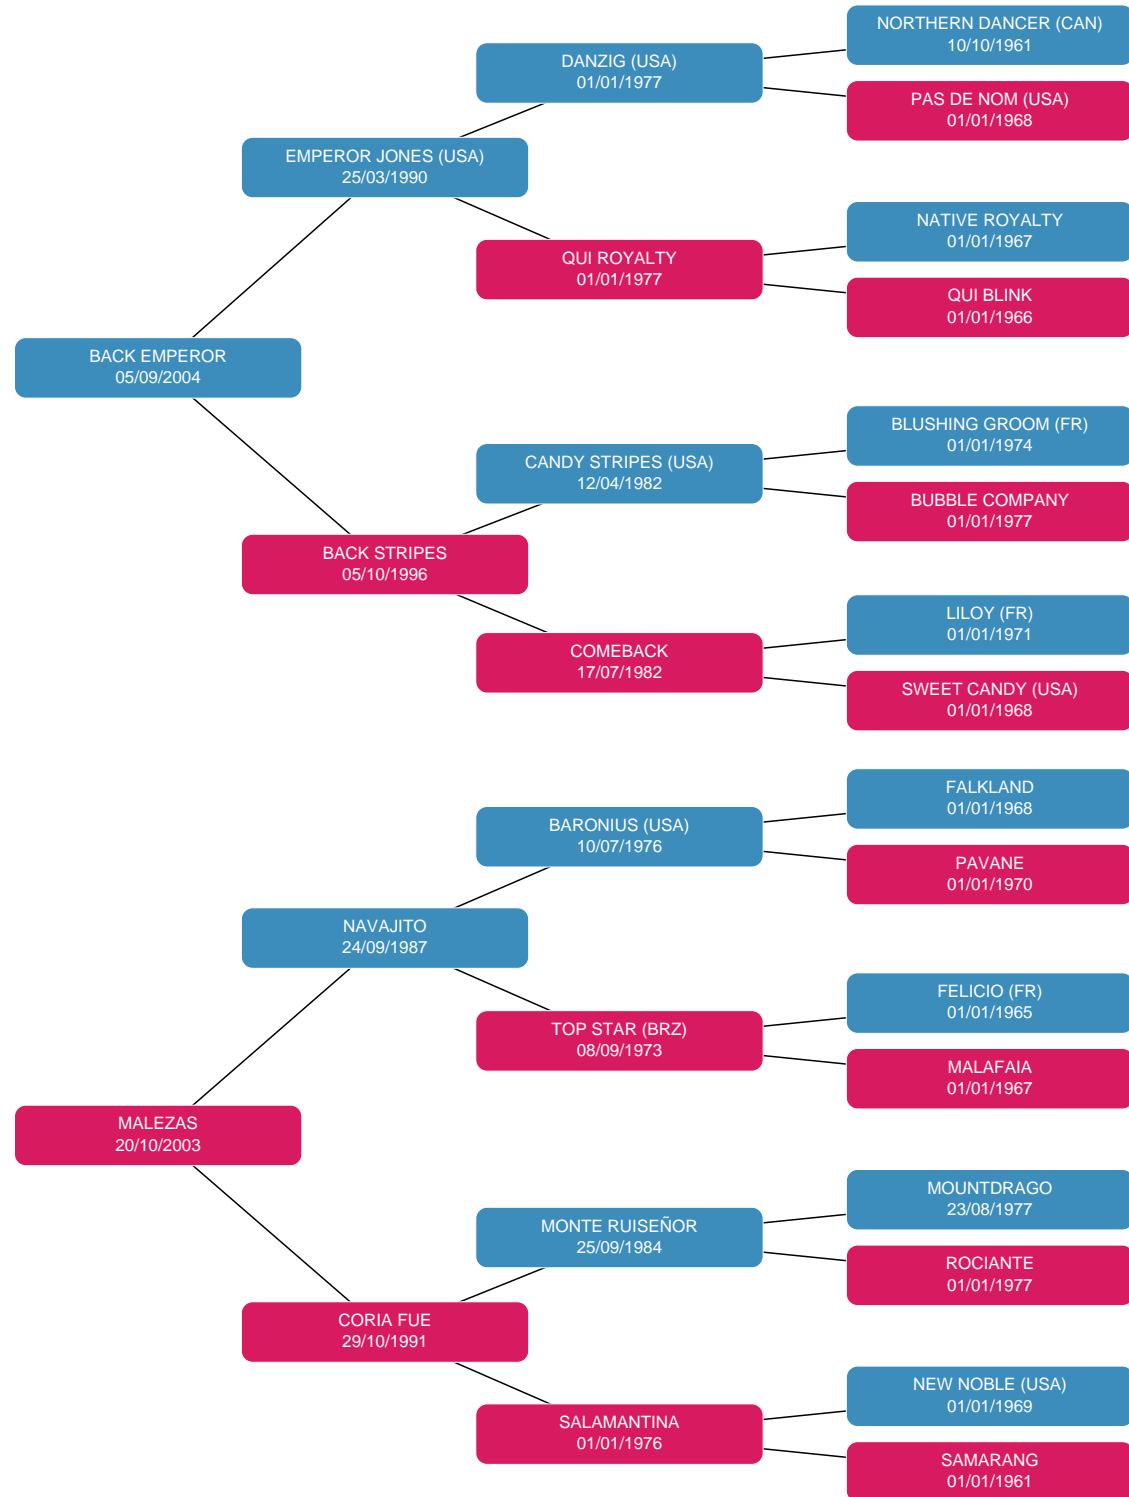 NORTHERN DANCER (CAN)
10/10/1961
DANZIG (USA)
01/01/1977
PAS DE NOM (USA)
01/01/1968
EMPEROR JONES (USA)
25/03/1990
NATIVE ROYALTY
01/01/1967
QUI ROYALTY
01/01/1977
QUI BLINK
01/01/1966
BACK EMPEROR
05/09/2004
BLUSHING GROOM (FR)
01/01/1974
CANDY STRIPES (USA)
12/04/1982
BUBBLE COMPANY
01/01/1977
BACK STRIPES
05/10/1996
LILOY (FR)
01/01/1971
COMEBACK
17/07/1982
SWEET CANDY (USA)
01/01/1968
FALKLAND
01/01/1968
BARONIUS (USA)
10/07/1976
PAVANE
01/01/1970
NAVAJITO
24/09/1987
FELICIO (FR)
01/01/1965
TOP STAR (BRZ)
08/09/1973
MALAFAIA
01/01/1967
MALEZAS
20/10/2003
MOUNTDRAGO
23/08/1977
MONTE RUISEÑOR
25/09/1984
ROCIANTE
01/01/1977
CORIA FUE
29/10/1991
NEW NOBLE (USA)
01/01/1969
SALAMANTINA
01/01/1976
SAMARANG
01/01/1961